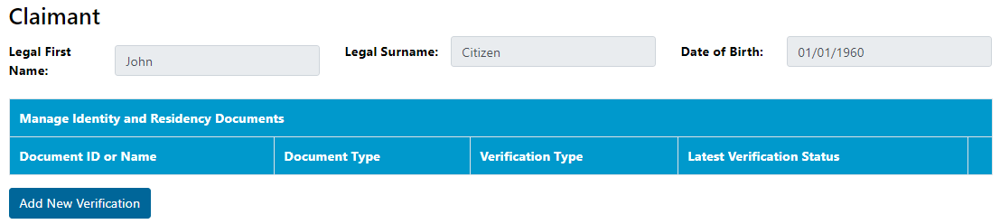 Claimant
Legal First Name: John Legal Surname: Citizen Date of Birth: 01/01/1960
Manage Identity and Residency Documents
Document ID or Name Document Type Verification Type Latest Verification Status
Add New Verification